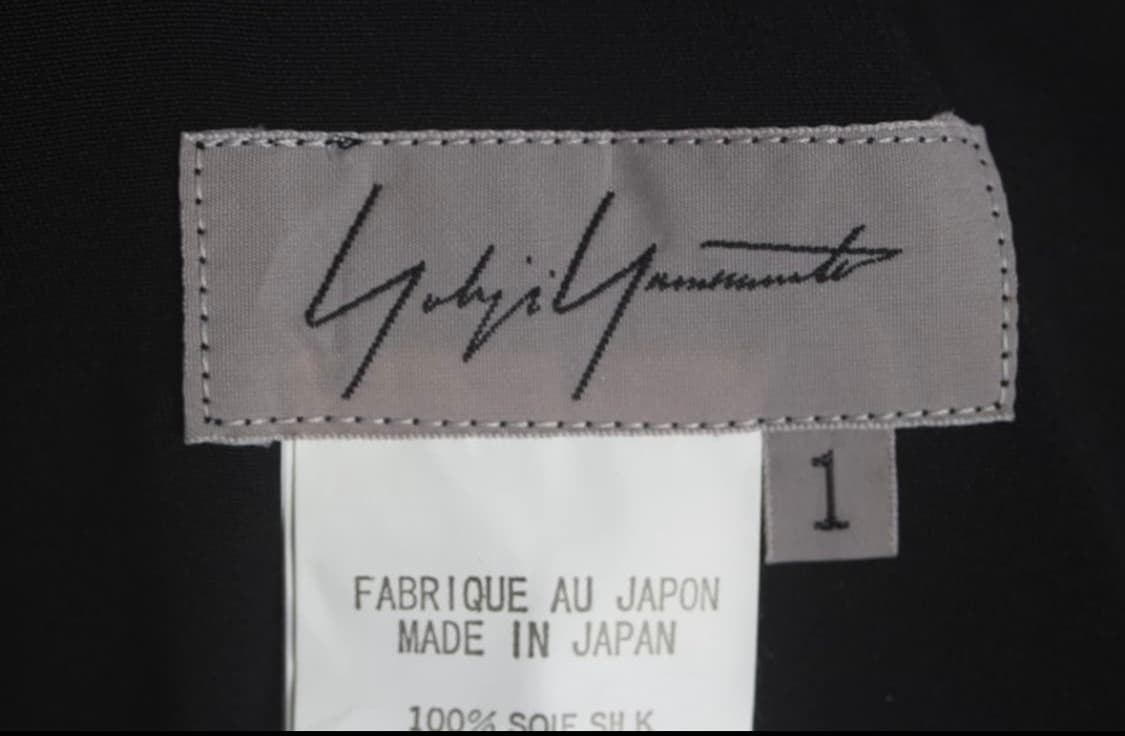 Yohji Yamamoto
1
FABRIQUE AU JAPON
MADE IN JAPAN
100% SOIE SILK